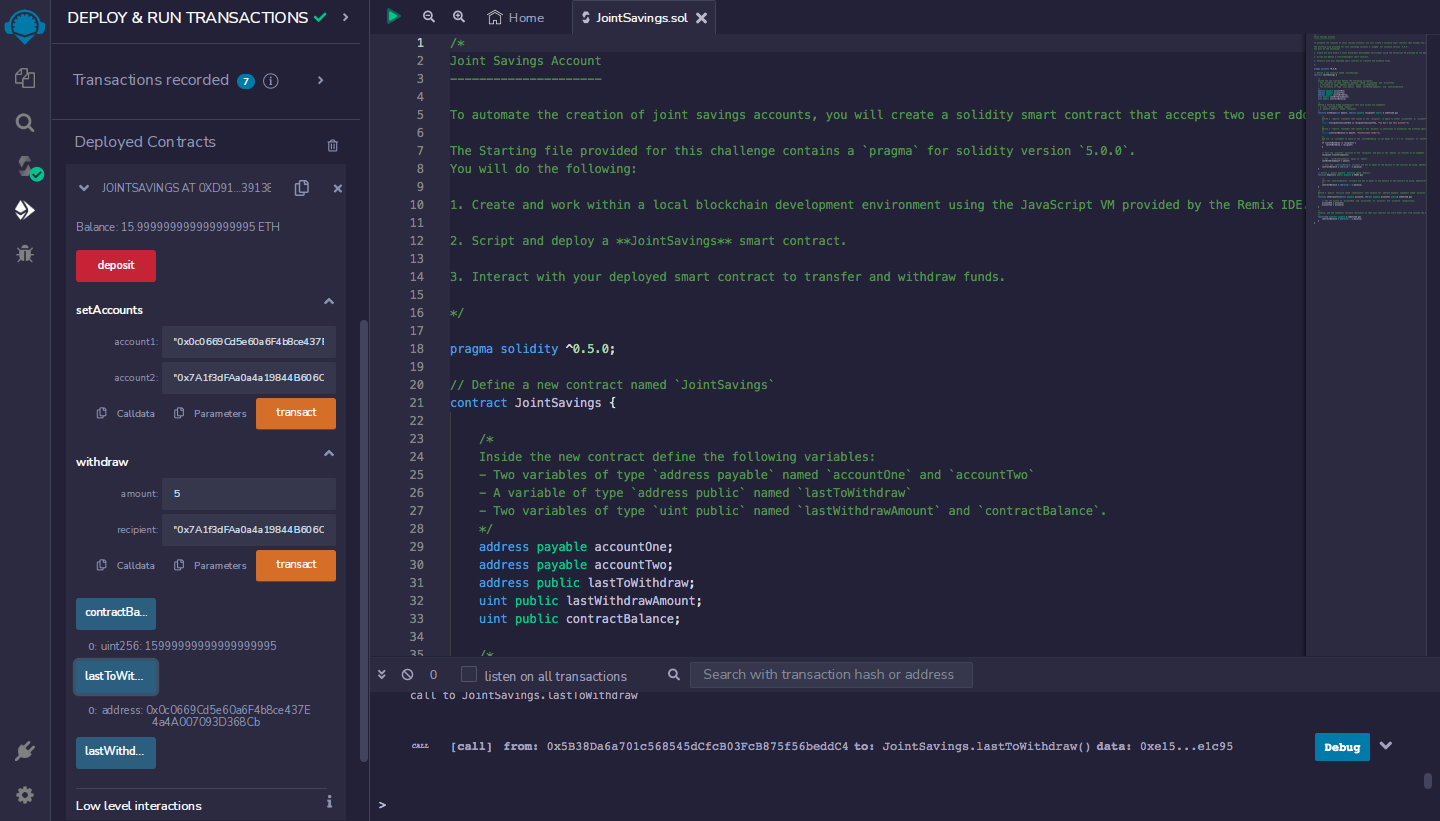 DEPLOY & RUN TRANSACTIONS
Transactions recorded 7 i
Deployed Contracts
JOINTSAVINGS AT 0XD91...39138
Balance: 15.999999999999999995 ETH
deposit
setAccounts
account1: "0x0c0669Cd5e60a6F4b8ce437E
account2: "0x7A1f3dFAa0a4a19844B606C
Calldata Parameters transact
withdraw
amount: 5
recipient: "0x7A1f3dFAa0a4a19844B606C
Calldata Parameters transact
contractBa...
0: uint256: 15999999999999999995
lastToWit...
0: address: 0x0c0669Cd5e60a6F4b8ce437E
4a4A007093D368Cb
lastWithd...
Low level interactions i
Home JointSavings.sol
1 /*
2 Joint Savings Account
3 ---------------------
4
5 To automate the creation of joint savings accounts, you will create a solidity smart contract that accepts two user add
6
7 The Starting file provided for this challenge contains a `pragma` for solidity version `5.0.0`.
8 You will do the following:
9
10 1. Create and work within a local blockchain development environment using the JavaScript VM provided by the Remix IDE.
11
12 2. Script and deploy a **JointSavings** smart contract.
13
14 3. Interact with your deployed smart contract to transfer and withdraw funds.
15
16 */
17
18 pragma solidity ^0.5.0;
19
20 // Define a new contract named `JointSavings`
21 contract JointSavings {
22
23 /*
24 Inside the new contract define the following variables:
25 - Two variables of type `address payable` named `accountOne` and `accountTwo`
26 - A variable of type `address public` named `lastToWithdraw`
27 - Two variables of type `uint public` named `lastWithdrawAmount` and `contractBalance`.
28 */
29 address payable accountOne;
30 address payable accountTwo;
31 address public lastToWithdraw;
32 uint public lastWithdrawAmount;
33 uint public contractBalance;
34
35 /*
0 listen on all transactions Search with transaction hash or address
call to JointSavings.lastToWithdraw
CALL [call] from: 0x5B38Da6a701c568545dCfcB03FcB875f56beddC4 to: JointSavings.lastToWithdraw() data: 0xe15...e1c95 Debug
>